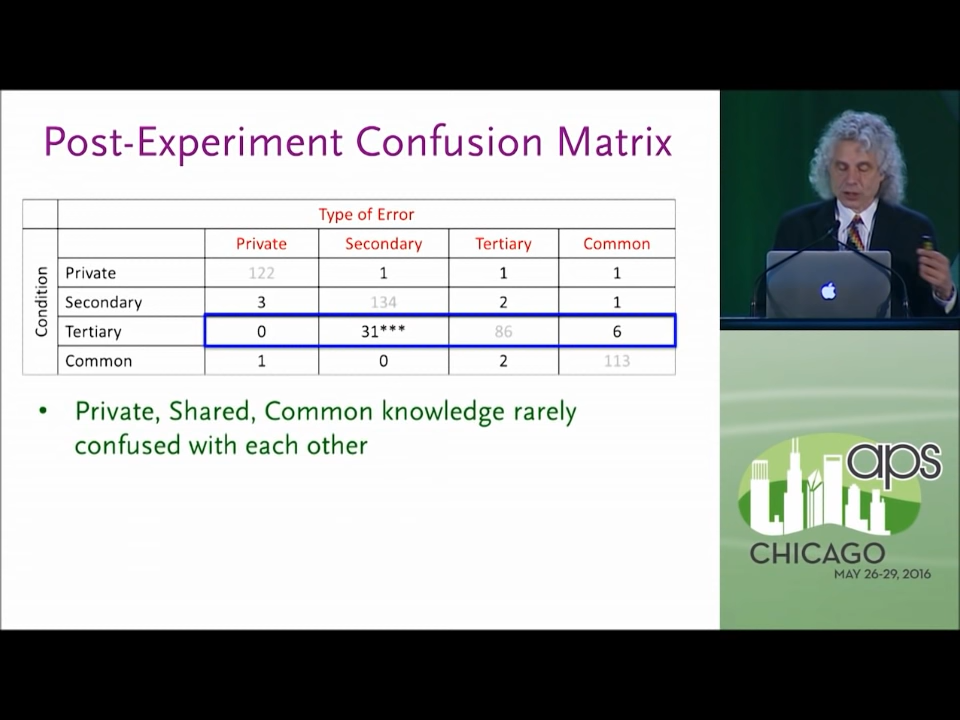 Post-Experiment Confusion Matrix
Type of Error
Private Secondary Tertiary Common
Condition
Private 122 1 1 1
Secondary 3 134 2 1
Tertiary 0 31*** 86 6
Common 1 0 2 113
• Private, Shared, Common knowledge rarely
confused with each other
aps
CHICAGO
MAY 26-29, 2016